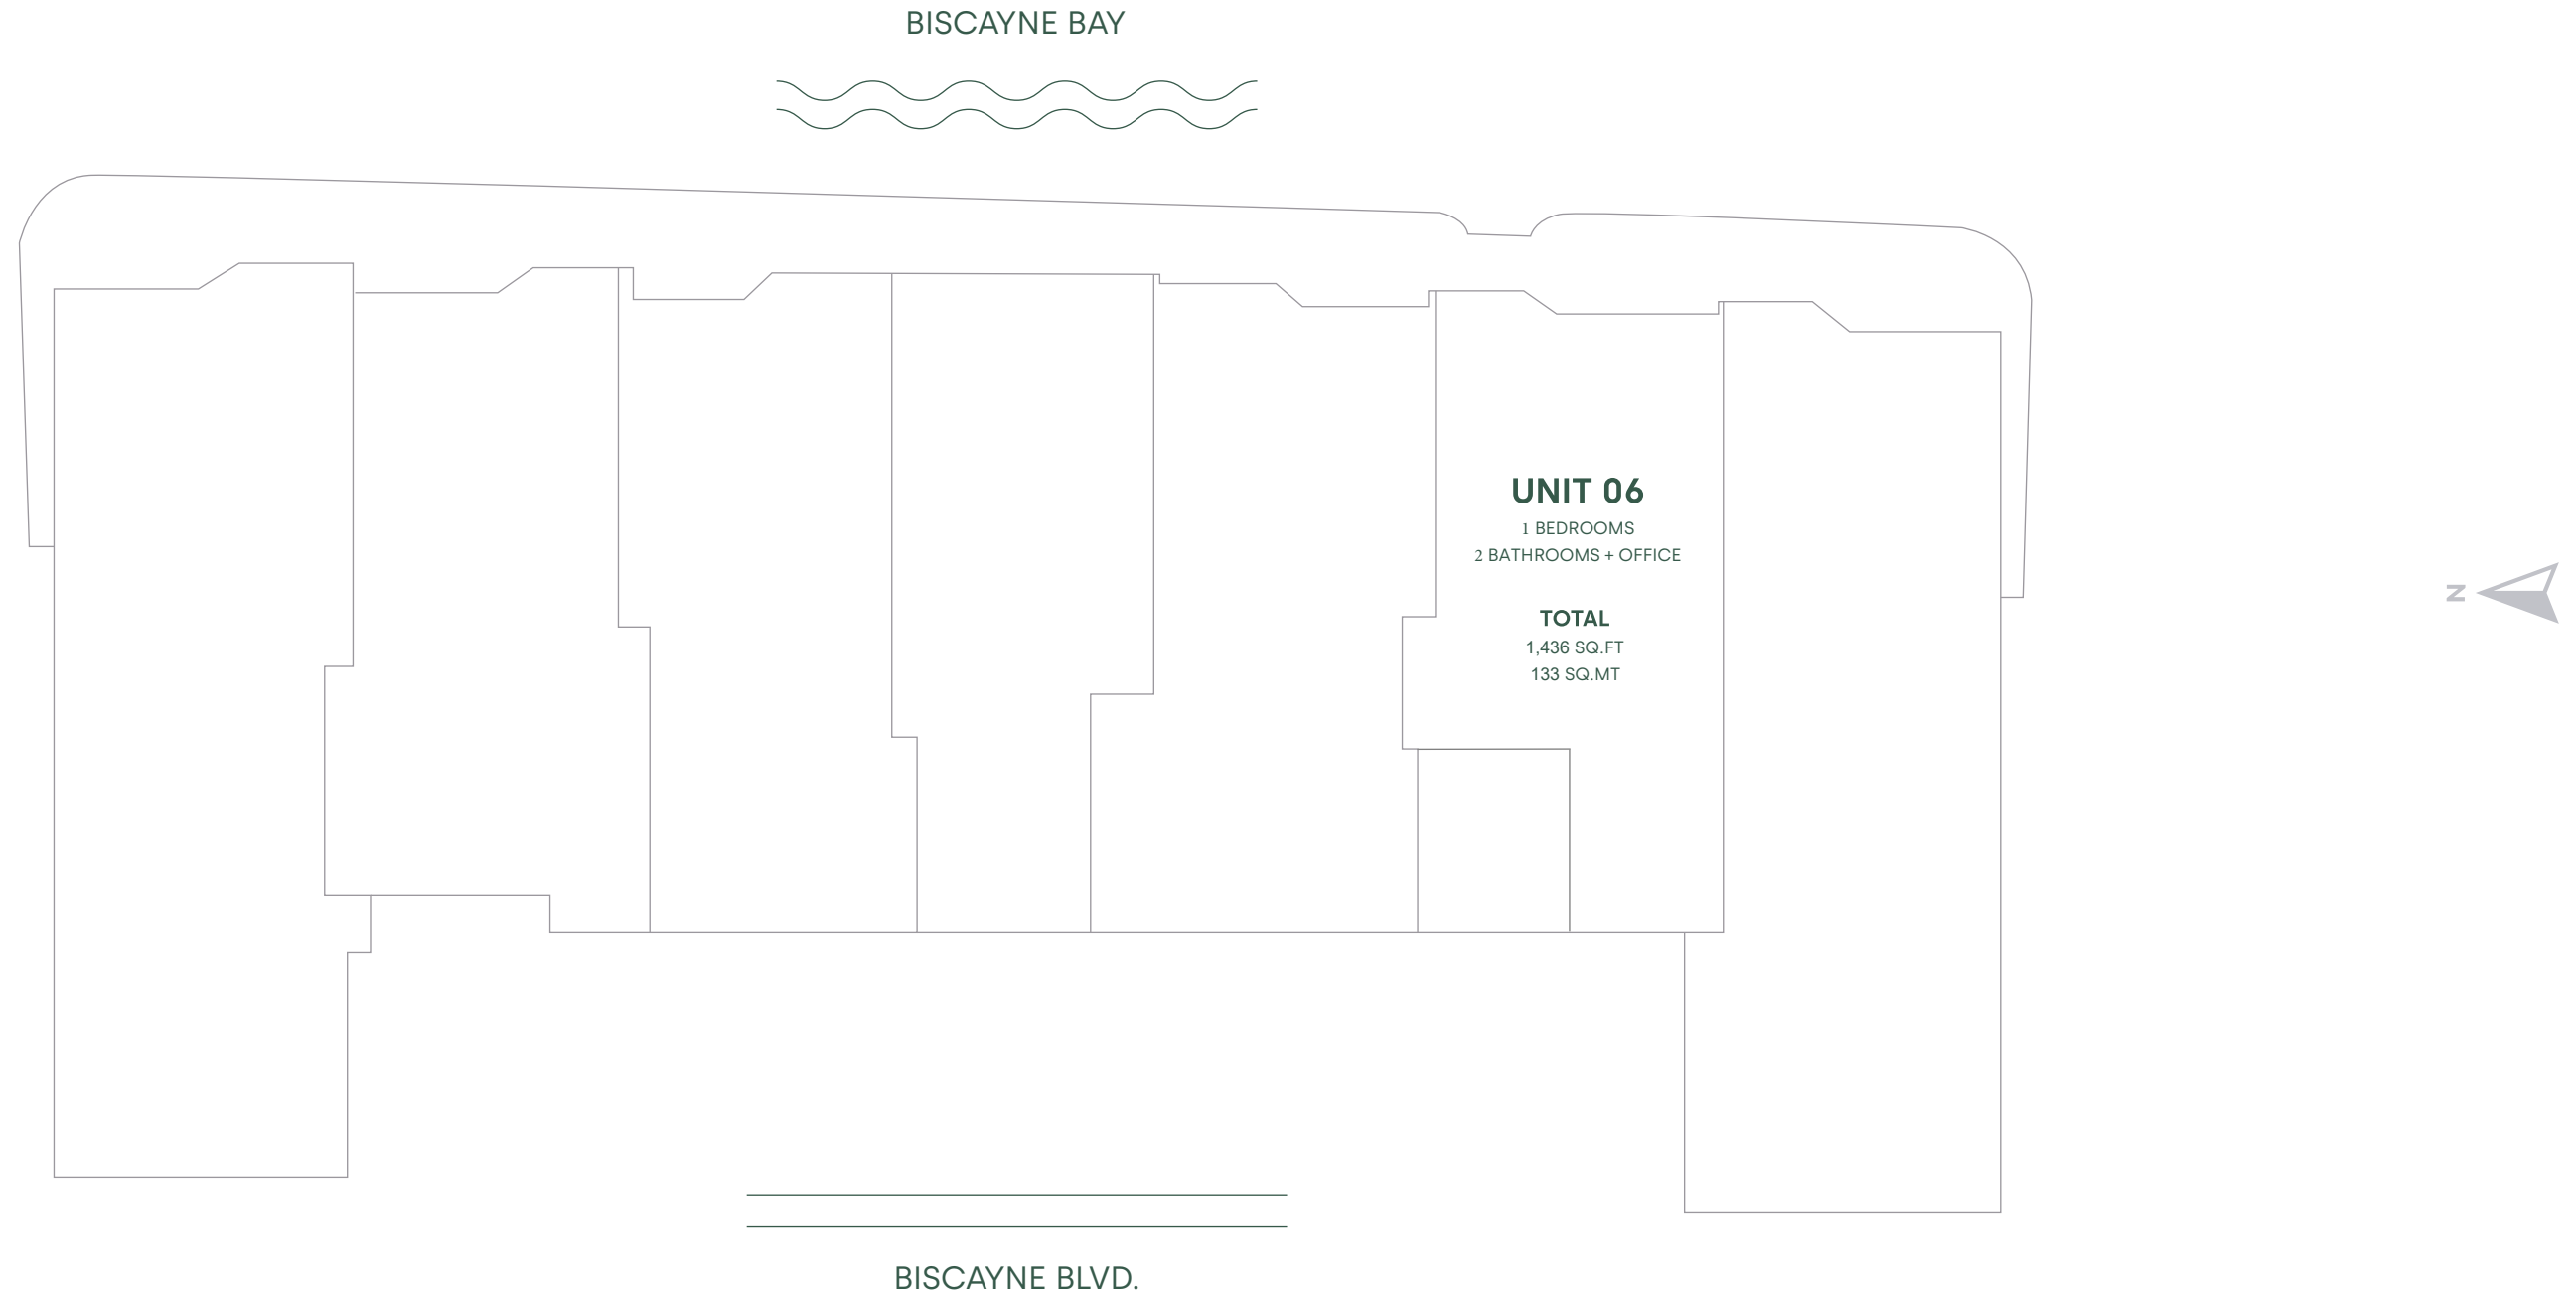 BISCAYNE BAY
UNIT 06
1 BEDROOMS
2 BATHROOMS + OFFICE
TOTAL
1,436 SQ.FT
133 SQ.MT
N
BISCAYNE BLVD.